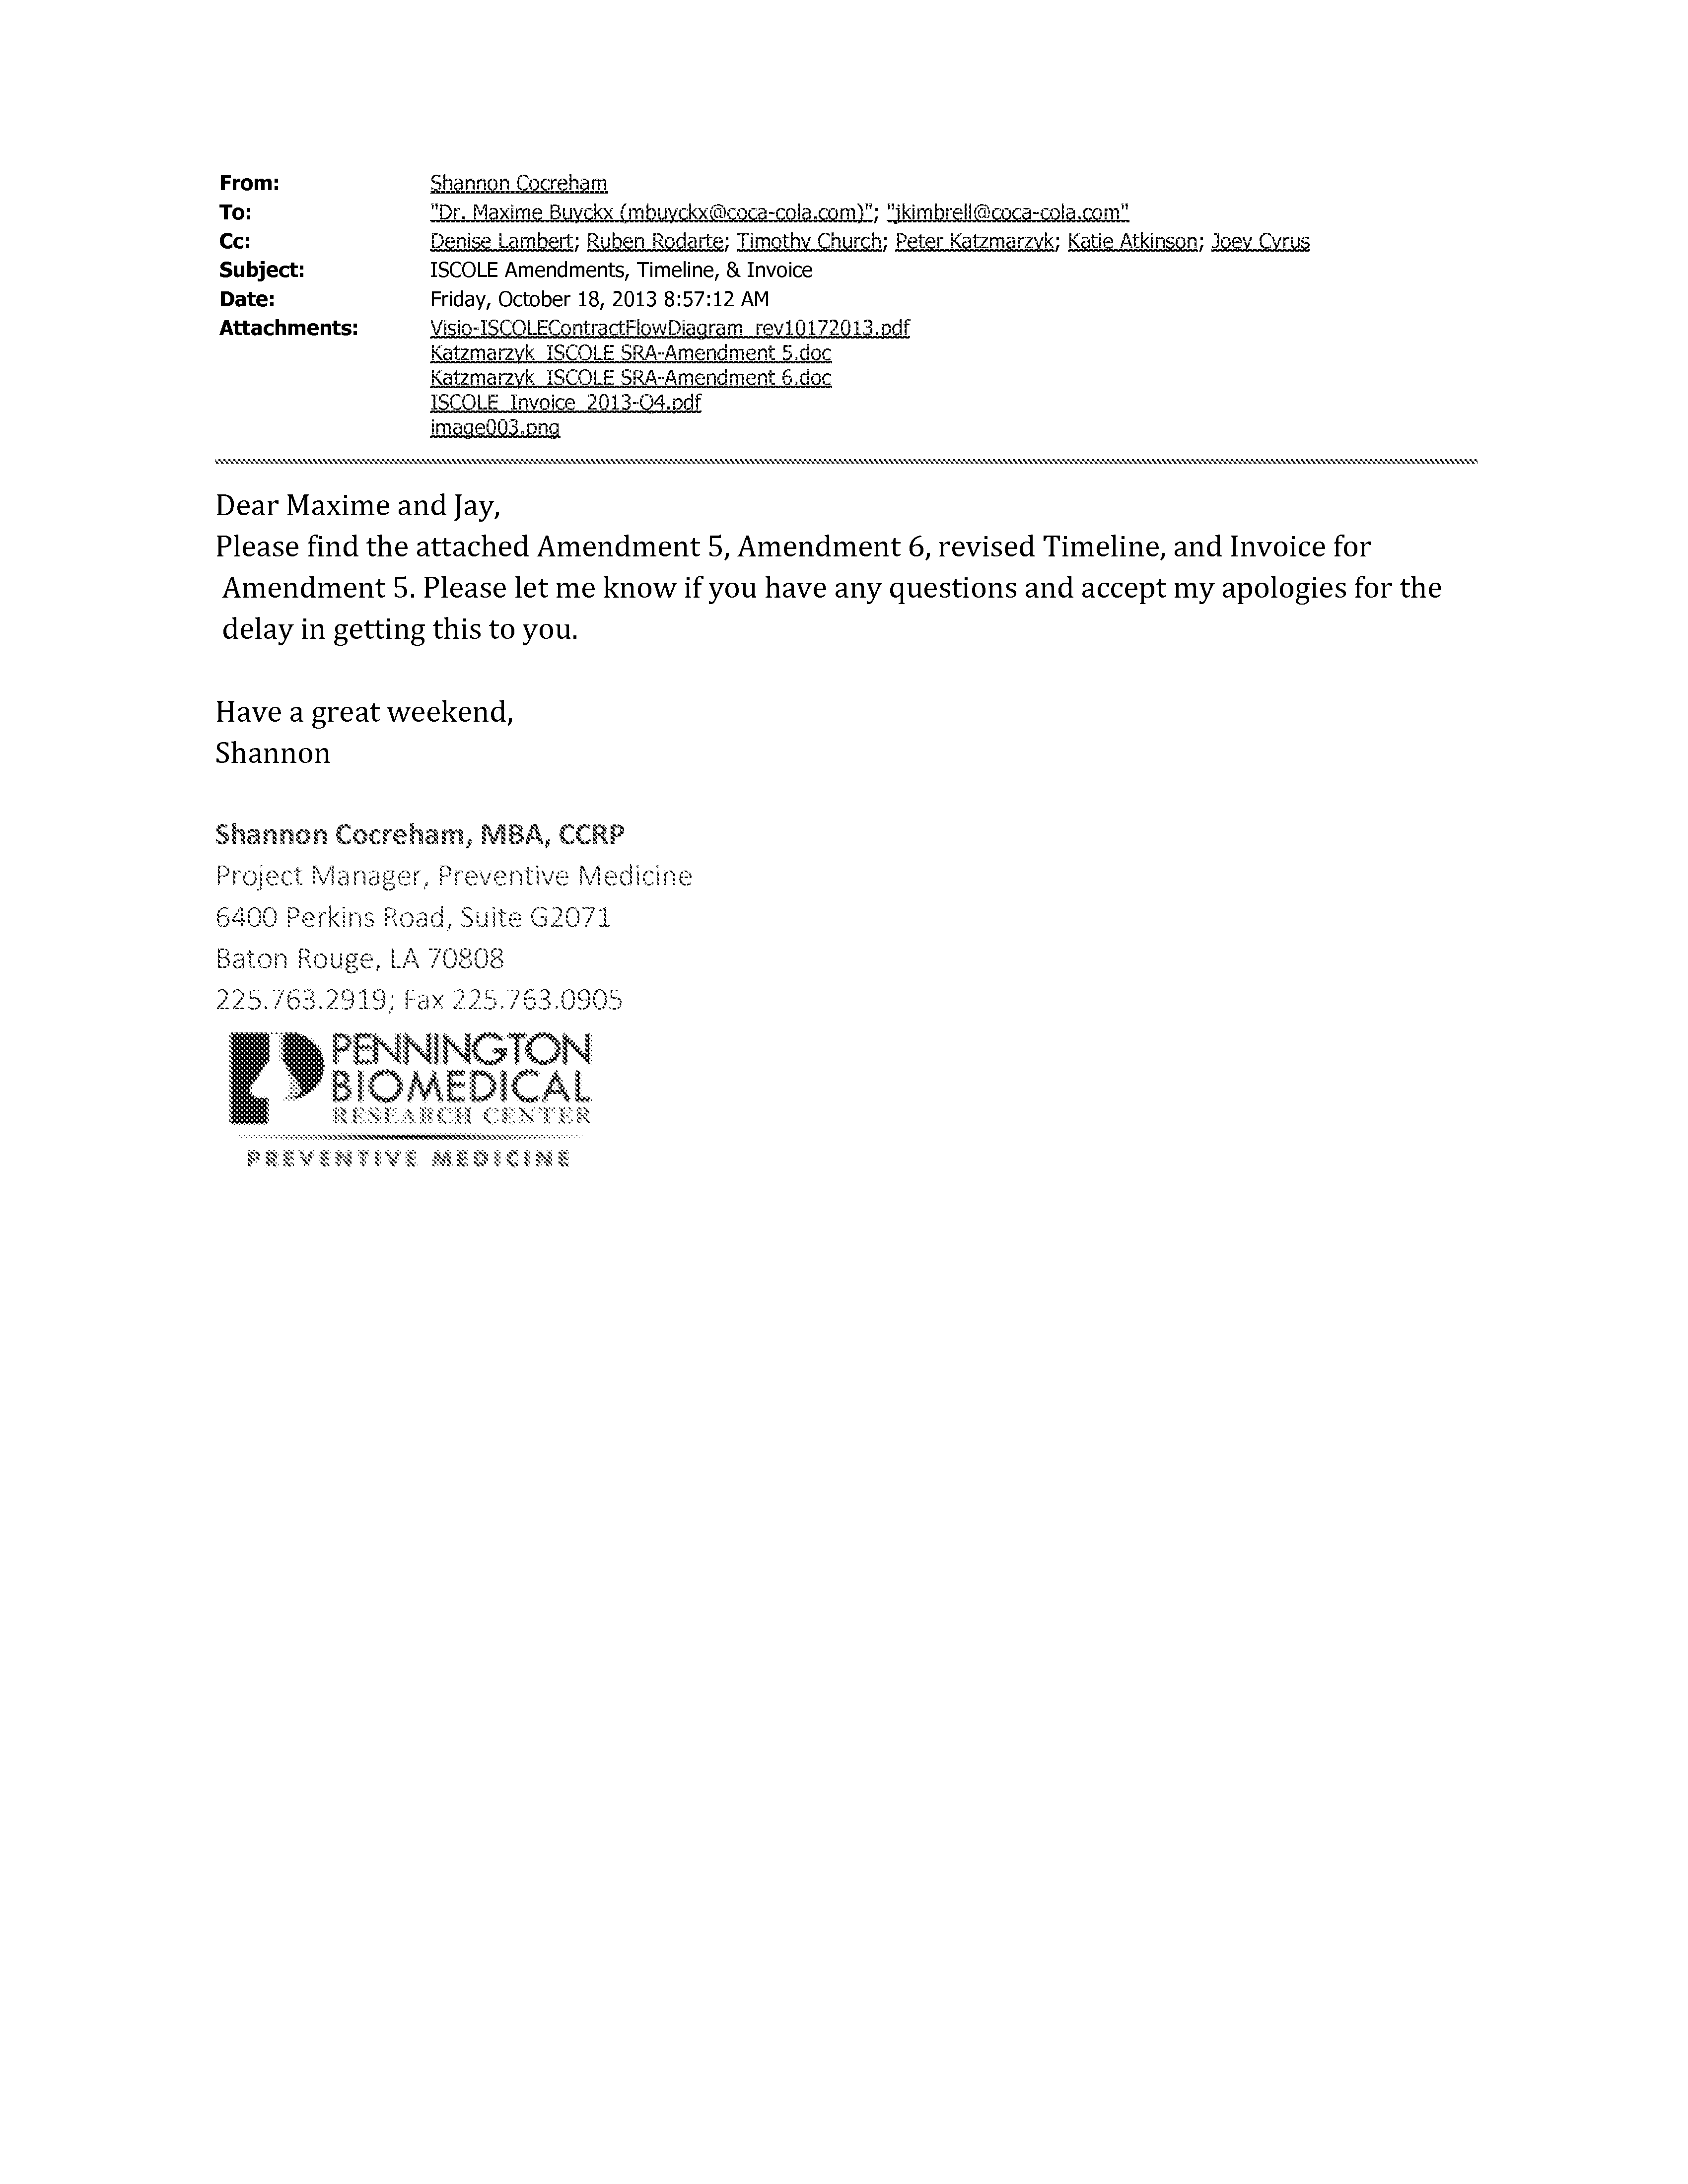 From: Shannon Cocreham
To: "Dr. Maxime Buyckx (mbuyckx@coca-cola.com)"; "jkimbrell@coca-cola.com"
Cc: Denise Lambert; Ruben Rodarte; Timothy Church; Peter Katzmarzyk; Katie Atkinson; Joey Cyrus
Subject: ISCOLE Amendments, Timeline, & Invoice
Date: Friday, October 18, 2013 8:57:12 AM
Attachments: Visio-ISCOLEContractFlowDiagram_rev10172013.pdf
Katzmarzyk_ISCOLE SRA-Amendment 5.doc
Katzmarzyk_ISCOLE SRA-Amendment 6.doc
ISCOLE_Invoice_2013-Q4.pdf
image003.png
Dear Maxime and Jay,
Please find the attached Amendment 5, Amendment 6, revised Timeline, and Invoice for
Amendment 5. Please let me know if you have any questions and accept my apologies for the
delay in getting this to you.
Have a great weekend,
Shannon
Shannon Cocreham, MBA, CCRP
Project Manager, Preventive Medicine
6400 Perkins Road, Suite G2071
Baton Rouge, LA 70808
225.763.2919; Fax 225.763.0905
PENNINGTON
BIOMEDICAL
RESEARCH CENTER
PREVENTIVE MEDICINE